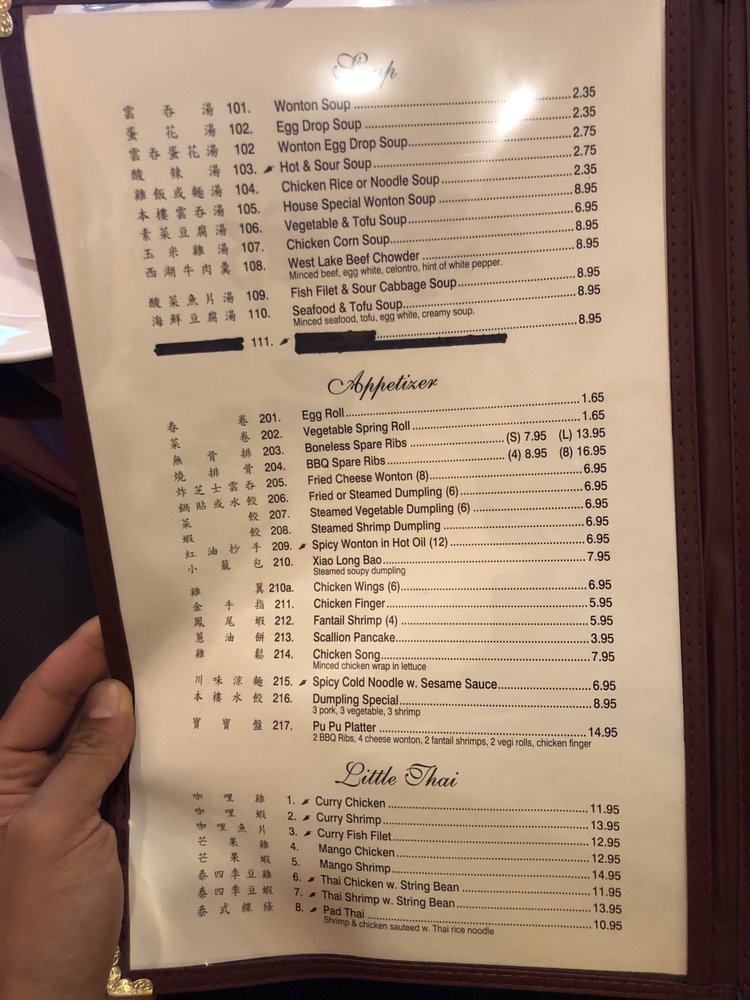 Soup
雲吞湯 101. Wonton Soup 2.35
蛋花湯 102. Egg Drop Soup 2.35
雲吞蛋花湯 102 Wonton Egg Drop Soup 2.75
酸辣湯 103. Hot & Sour Soup 2.75
雞飯或麵湯 104. Chicken Rice or Noodle Soup 2.35
本樓雲吞湯 105. House Special Wonton Soup 8.95
素菜豆腐湯 106. Vegetable & Tofu Soup 6.95
玉米雞湯 107. Chicken Corn Soup 8.95
西湖牛肉羹 108. West Lake Beef Chowder 8.95
Minced beef, egg white, celontro, hint of white pepper.
酸菜魚片湯 109. Fish Filet & Sour Cabbage Soup 8.95
海鮮豆腐湯 110. Seafood & Tofu Soup 8.95
Minced seafood, tofu, egg white, creamy soup.
111. 8.95
Appetizer
春卷 201. Egg Roll 1.65
菜卷 202. Vegetable Spring Roll 1.65
無骨排 203. Boneless Spare Ribs (S) 7.95 (L) 13.95
燒排骨 204. BBQ Spare Ribs (4) 8.95 (8) 16.95
炸芝士雲吞 205. Fried Cheese Wonton (8) 6.95
鍋貼或水餃 206. Fried or Steamed Dumpling (6) 6.95
菜餃 207. Steamed Vegetable Dumpling (6) 6.95
蝦餃 208. Steamed Shrimp Dumpling 6.95
紅油抄手 209. Spicy Wonton in Hot Oil (12) 6.95
小籠包 210. Xiao Long Bao 7.95
Steamed soupy dumpling
雞翼 210a. Chicken Wings (6) 6.95
金手指 211. Chicken Finger 5.95
鳳尾蝦 212. Fantail Shrimp (4) 5.95
蔥油餅 213. Scallion Pancake 3.95
雞鬆 214. Chicken Song 7.95
Minced chicken wrap in lettuce
川味涼麵 215. Spicy Cold Noodle w. Sesame Sauce 6.95
本樓水餃 216. Dumpling Special 8.95
3 pork, 3 vegetable, 3 shrimp
寶寶盤 217. Pu Pu Platter 14.95
2 BBQ Ribs, 4 cheese wonton, 2 fantail shrimps, 2 vegi rolls, chicken finger
Little Thai
咖哩雞 1. Curry Chicken 11.95
咖哩蝦 2. Curry Shrimp 13.95
咖哩魚片 3. Curry Fish Filet 12.95
芒果雞 4. Mango Chicken 12.95
芒果蝦 5. Mango Shrimp 14.95
泰四季豆雞 6. Thai Chicken w. String Bean 11.95
泰四季豆蝦 7. Thai Shrimp w. String Bean 13.95
泰式粿條 8. Pad Thai 10.95
Shrimp & chicken sauteed w. Thai rice noodle